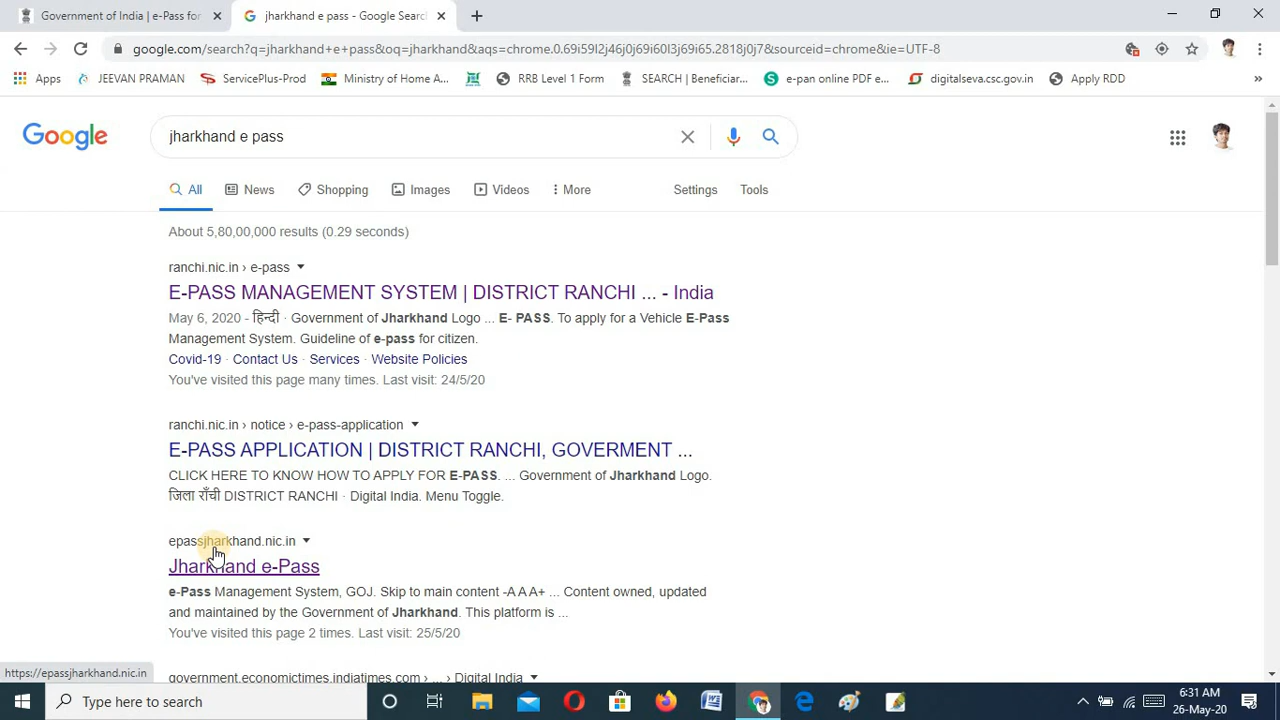 Government of India | e-Pass for
jharkhand e pass - Google Searc
google.com/search?q=jharkhand+e+pass&oq=jharkhand&aqs=chrome.0.69i59l2j46j0j69i60l3j69i65.2818j0j7&sourceid=chrome&ie=UTF-8
Apps JEEVAN PRAMAN ServicePlus-Prod Ministry of Home A... RRB Level 1 Form SEARCH | Beneficiar... e-pan online PDF e... digitalseva.csc.gov.in Apply RDD »
Google
jharkhand e pass
All News Shopping Images Videos More Settings Tools
About 5,80,00,000 results (0.29 seconds)
ranchi.nic.in › e-pass
E-PASS MANAGEMENT SYSTEM | DISTRICT RANCHI ... - India
May 6, 2020 - हिन्दी · Government of Jharkhand Logo ... E- PASS. To apply for a Vehicle E-Pass
Management System. Guideline of e-pass for citizen.
Covid-19 · Contact Us · Services · Website Policies
You've visited this page many times. Last visit: 24/5/20
ranchi.nic.in › notice › e-pass-application
E-PASS APPLICATION | DISTRICT RANCHI, GOVERMENT ...
CLICK HERE TO KNOW HOW TO APPLY FOR E-PASS. ... Government of Jharkhand Logo.
जिला राँची DISTRICT RANCHI · Digital India. Menu Toggle.
epassjharkhand.nic.in
Jharkhand e-Pass
e-Pass Management System, GOJ. Skip to main content -A A A+ ... Content owned, updated
and maintained by the Government of Jharkhand. This platform is ...
You've visited this page 2 times. Last visit: 25/5/20
government.economictimes.indiatimes.com › ... › Digital India
https://epassjharkhand.nic.in
Type here to search
6:31 AM
26-May-20